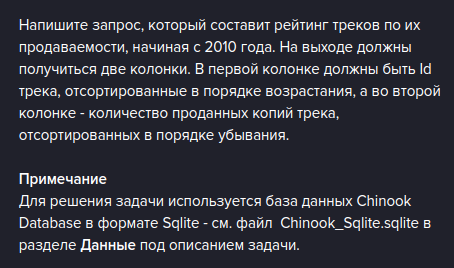 Напишите запрос, который составит рейтинг треков по их
продаваемости, начиная с 2010 года. На выходе должны
получиться две колонки. В первой колонке должны быть Id
трека, отсортированные в порядке возрастания, а во второй
колонке - количество проданных копий трека,
отсортированных в порядке убывания.
Примечание
Для решения задачи используется база данных Chinook
Database в формате Sqlite - см. файл Chinook_Sqlite.sqlite в
разделе Данные под описанием задачи.